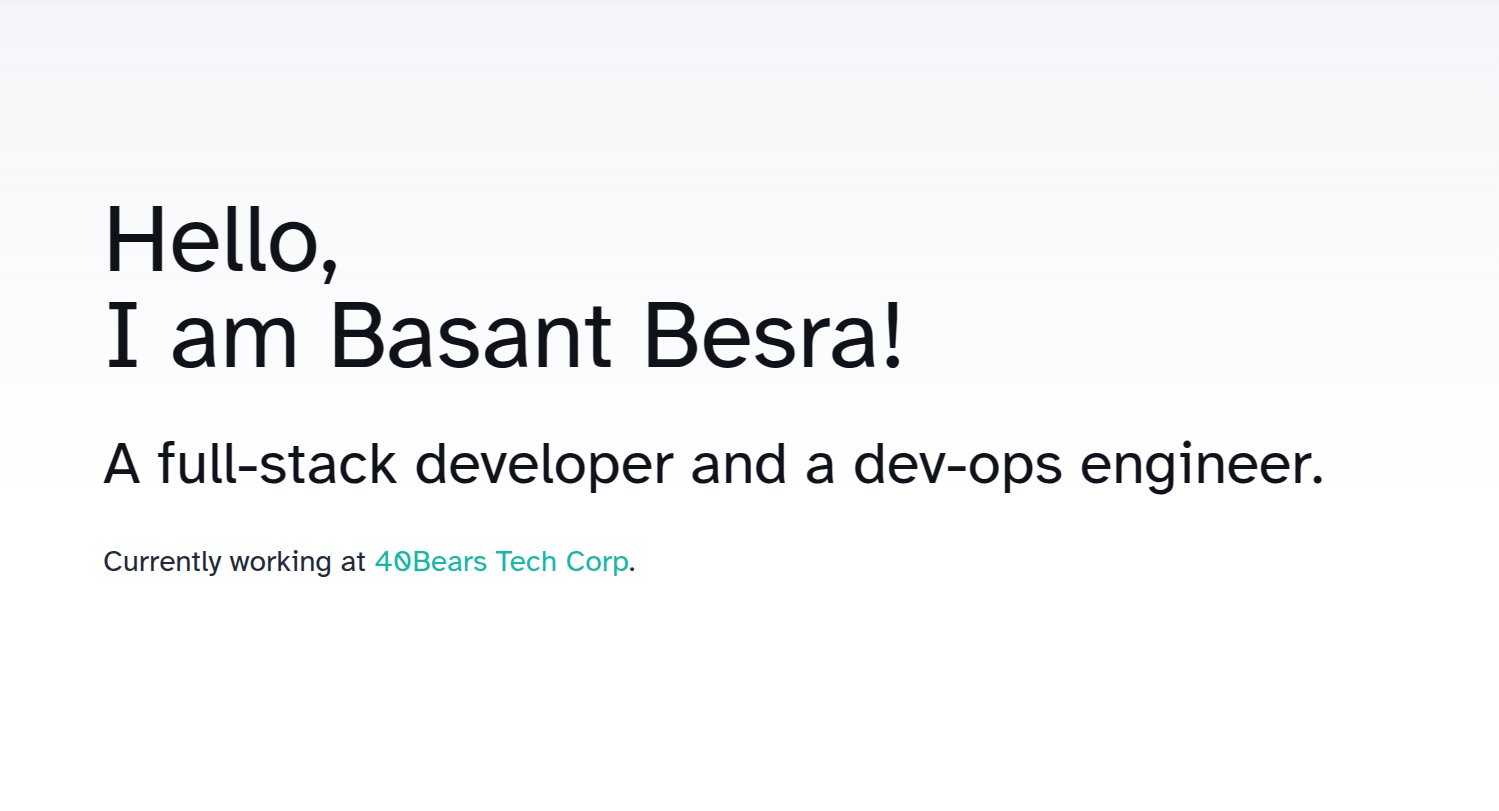 Hello,
I am Basant Besra!
A full-stack developer and a dev-ops engineer.
Currently working at 40Bears Tech Corp.